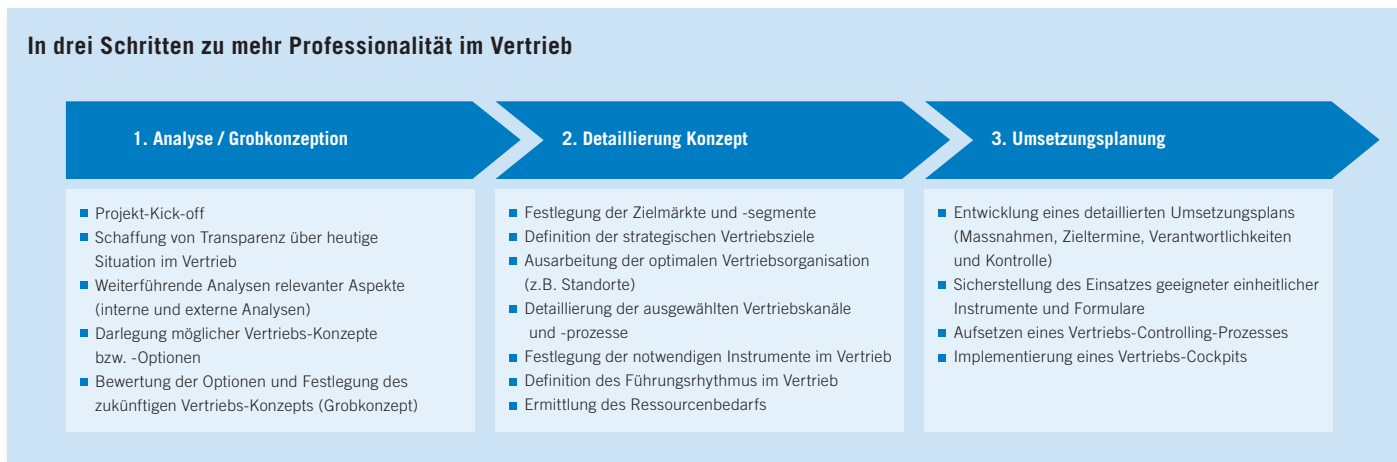 In drei Schritten zu mehr Professionalität im Vertrieb
1. Analyse / Grobkonzeption
Projekt-Kick-off
Schaffung von Transparenz über heutige
Situation im Vertrieb
Weiterführende Analysen relevanter Aspekte
(interne und externe Analysen)
Darlegung möglicher Vertriebs-Konzepte
bzw. -Optionen
Bewertung der Optionen und Festlegung des
zukünftigen Vertriebs-Konzepts (Grobkonzept)
2. Detaillierung Konzept
Festlegung der Zielmärkte und -segmente
Definition der strategischen Vertriebsziele
Ausarbeitung der optimalen Vertriebsorganisation
(z.B. Standorte)
Detaillierung der ausgewählten Vertriebskanäle
und -prozesse
Festlegung der notwendigen Instrumente im Vertrieb
Definition des Führungsrhythmus im Vertrieb
Ermittlung des Ressourcenbedarfs
3. Umsetzungsplanung
Entwicklung eines detaillierten Umsetzungsplans
(Massnahmen, Zieltermine, Verantwortlichkeiten
und Kontrolle)
Sicherstellung des Einsatzes geeigneter einheitlicher
Instrumente und Formulare
Aufsetzen eines Vertriebs-Controlling-Prozesses
Implementierung eines Vertriebs-Cockpits